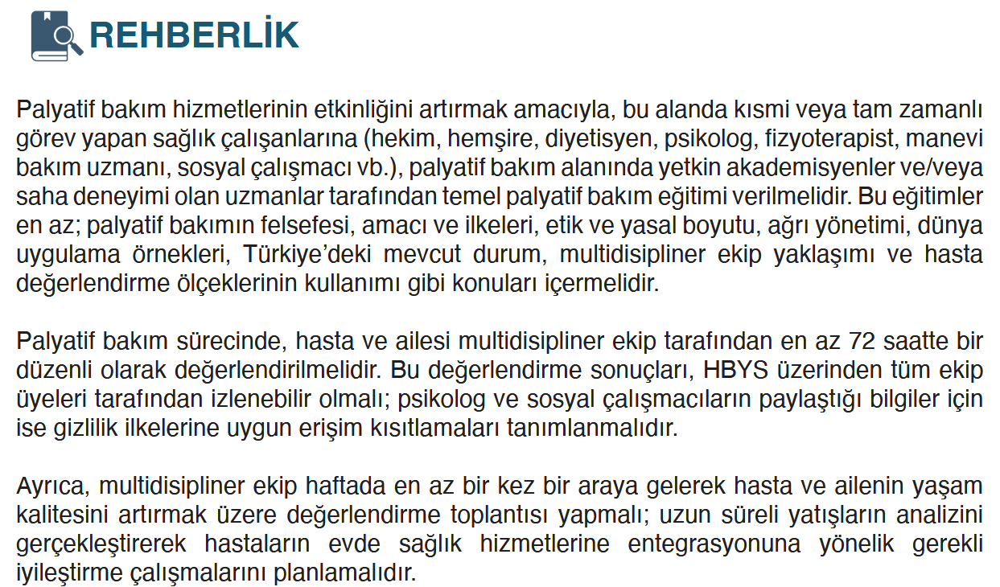 REHBERLİK
Palyatif bakım hizmetlerinin etkinliğini artırmak amacıyla, bu alanda kısmi veya tam zamanlı
görev yapan sağlık çalışanlarına (hekim, hemşire, diyetisyen, psikolog, fizyoterapist, manevi
bakım uzmanı, sosyal çalışmacı vb.), palyatif bakım alanında yetkin akademisyenler ve/veya
saha deneyimi olan uzmanlar tarafından temel palyatif bakım eğitimi verilmelidir. Bu eğitimler
en az; palyatif bakımın felsefesi, amacı ve ilkeleri, etik ve yasal boyutu, ağrı yönetimi, dünya
uygulama örnekleri, Türkiye’deki mevcut durum, multidisipliner ekip yaklaşımı ve hasta
değerlendirme ölçeklerinin kullanımı gibi konuları içermelidir.
Palyatif bakım sürecinde, hasta ve ailesi multidisipliner ekip tarafından en az 72 saatte bir
düzenli olarak değerlendirilmelidir. Bu değerlendirme sonuçları, HBYS üzerinden tüm ekip
üyeleri tarafından izlenebilir olmalı; psikolog ve sosyal çalışmacıların paylaştığı bilgiler için
ise gizlilik ilkelerine uygun erişim kısıtlamaları tanımlanmalıdır.
Ayrıca, multidisipliner ekip haftada en az bir kez bir araya gelerek hasta ve ailenin yaşam
kalitesini artırmak üzere değerlendirme toplantısı yapmalı; uzun süreli yatışların analizini
gerçekleştirerek hastaların evde sağlık hizmetlerine entegrasyonuna yönelik gerekli
iyileştirme çalışmalarını planlamalıdır.